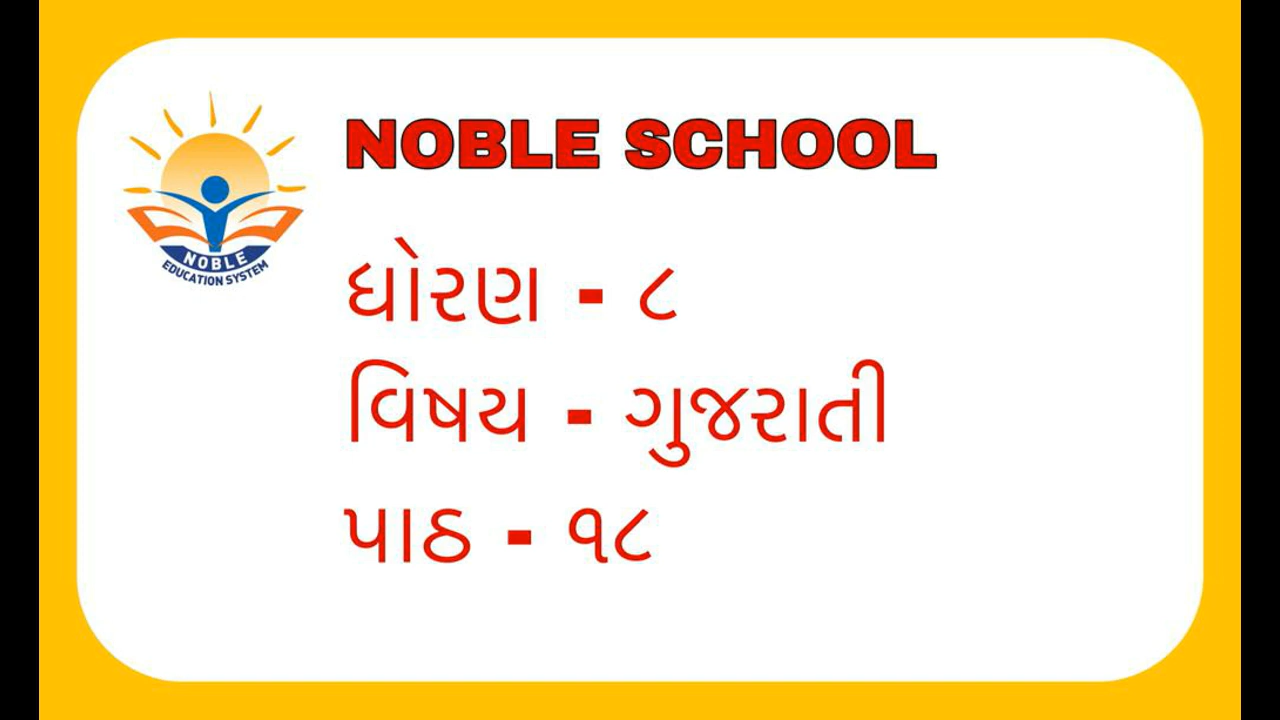 NOBLE SCHOOL
NOBLE
EDUCATION SYSTEM
ધોરણ - ૮
વિષય - ગુજરાતી
પાઠ - ૧૮